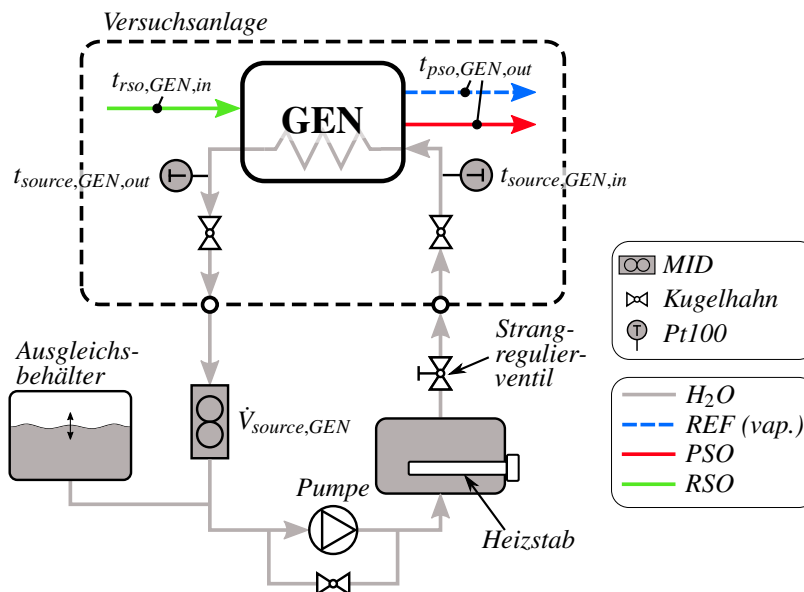 Versuchsanlage
t_rso,GEN,in
t_pso,GEN,out
GEN
t_source,GEN,out
t_source,GEN,in
MID
Kugelhahn
Pt100
Strang-
regulier-
ventil
Ausgleichs-
behälter
V̇_source,GEN
H₂O
REF (vap.)
PSO
RSO
Pumpe
Heizstab